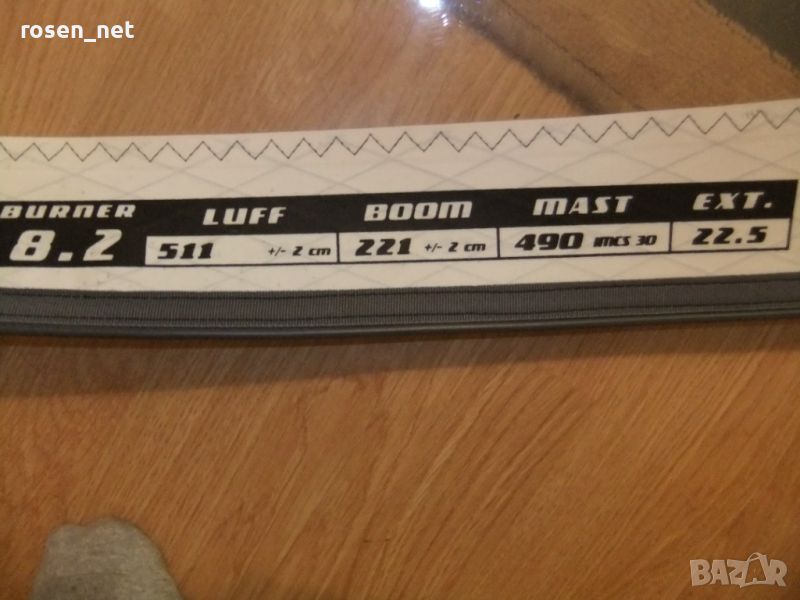 rosen_net
BURNER LUFF BOOM MAST EXT.
8.2 511 +/- 2 cm 221 +/- 2 cm 490 IMCS 30 22.5
BAZAR